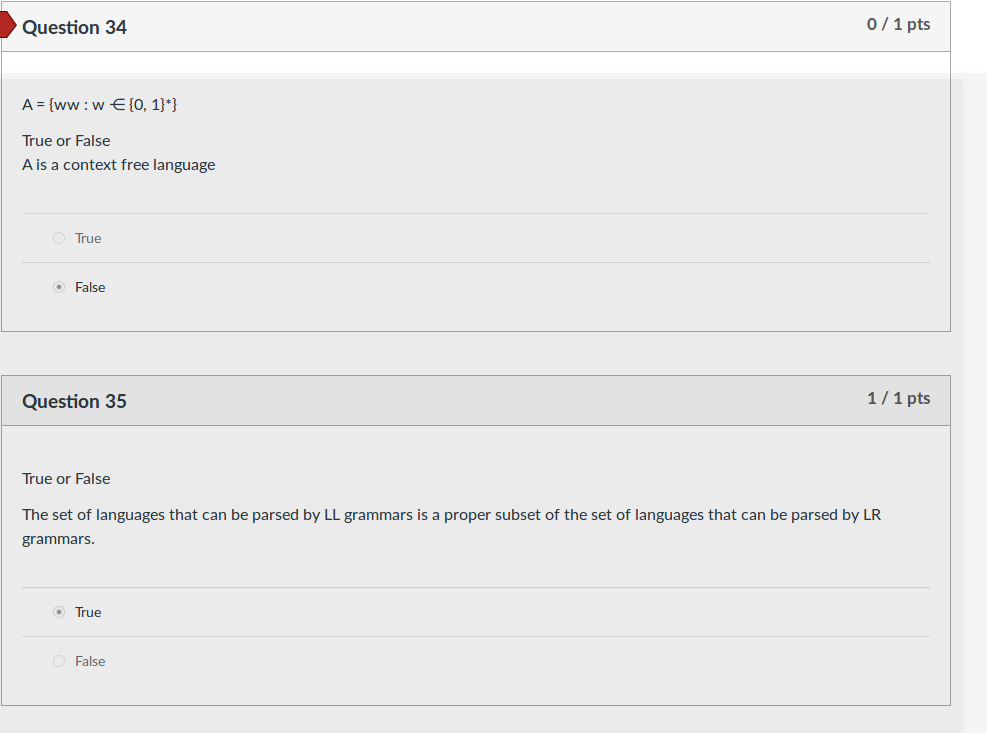 Question 34
0 / 1 pts
A = {ww : w ∈ {0, 1}*}
True or False
A is a context free language
True
False
Question 35
1 / 1 pts
True or False
The set of languages that can be parsed by LL grammars is a proper subset of the set of languages that can be parsed by LR
grammars.
True
False